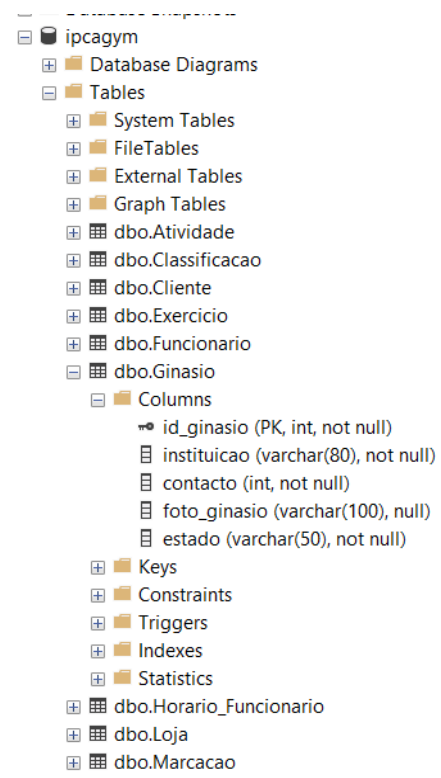 ipcagym
Database Diagrams
Tables
System Tables
FileTables
External Tables
Graph Tables
dbo.Atividade
dbo.Classificacao
dbo.Cliente
dbo.Exercicio
dbo.Funcionario
dbo.Ginasio
Columns
id_ginasio (PK, int, not null)
instituicao (varchar(80), not null)
contacto (int, not null)
foto_ginasio (varchar(100), null)
estado (varchar(50), not null)
Keys
Constraints
Triggers
Indexes
Statistics
dbo.Horario_Funcionario
dbo.Loja
dbo.Marcacao